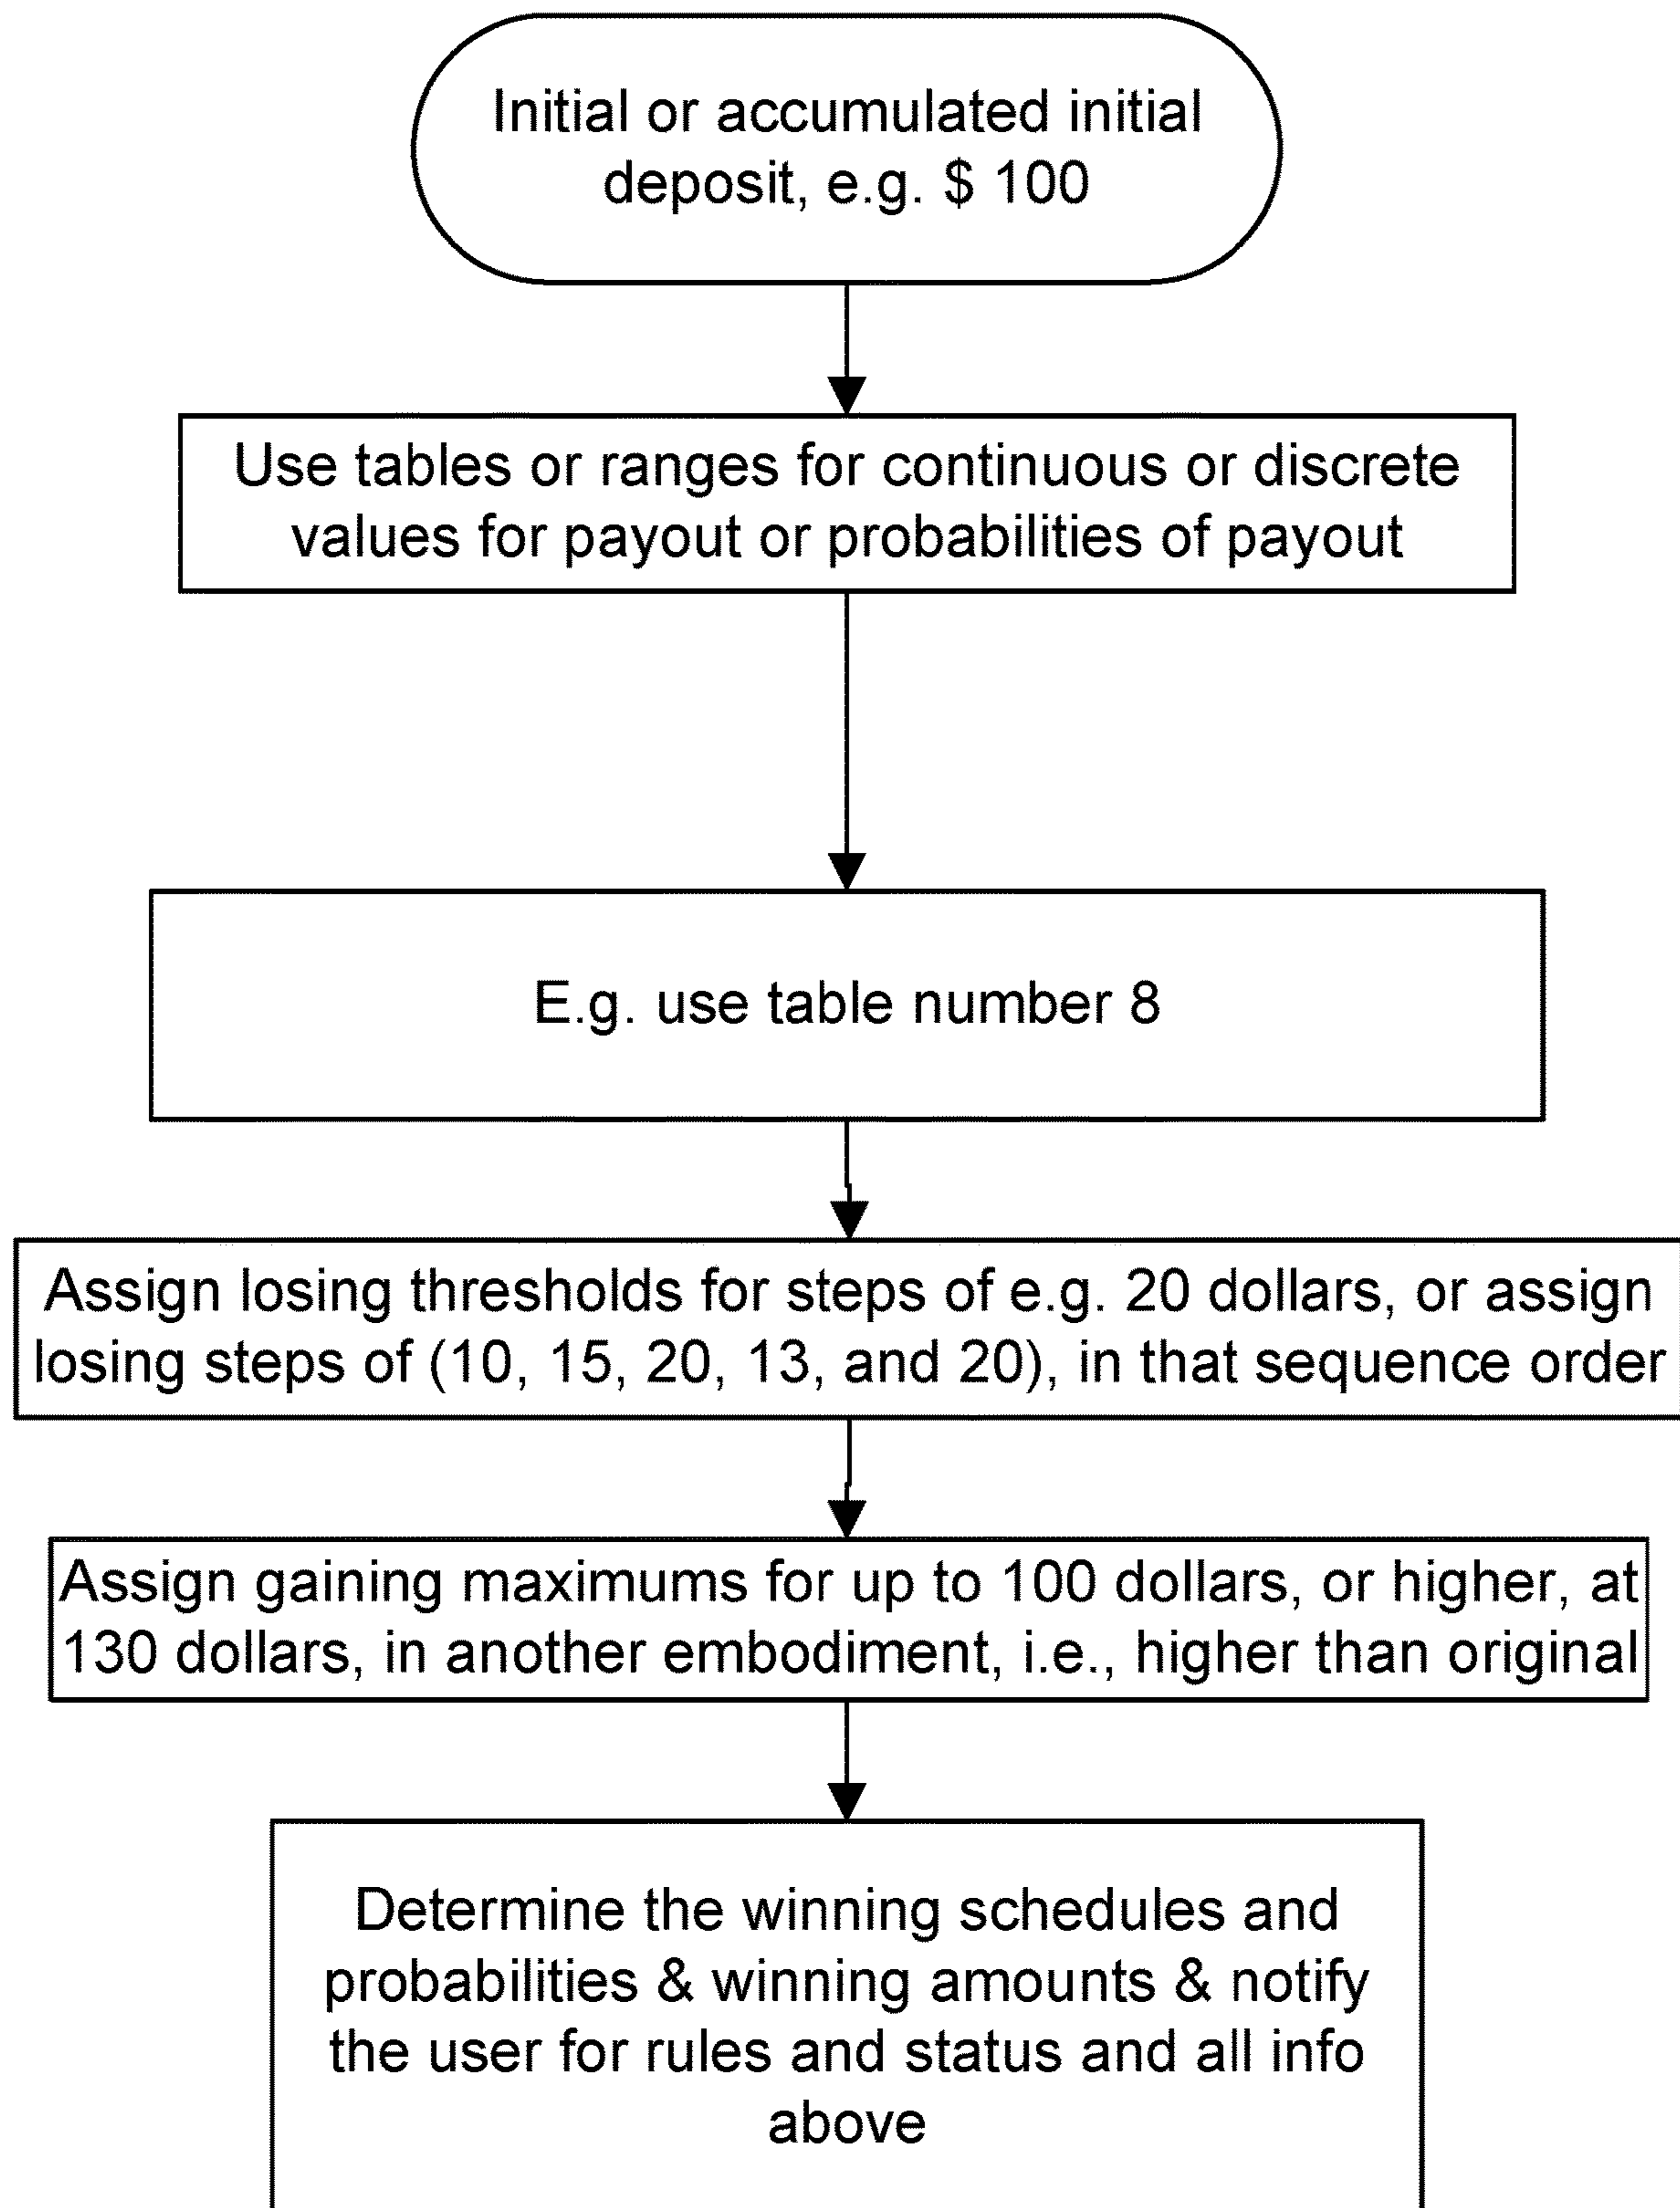 Initial or accumulated initial
deposit, e.g. $ 100
Use tables or ranges for continuous or discrete
values for payout or probabilities of payout
E.g. use table number 8
Assign losing thresholds for steps of e.g. 20 dollars, or assign
losing steps of (10, 15, 20, 13, and 20), in that sequence order
Assign gaining maximums for up to 100 dollars, or higher, at
130 dollars, in another embodiment, i.e., higher than original
Determine the winning schedules and
probabilities & winning amounts & notify
the user for rules and status and all info
above